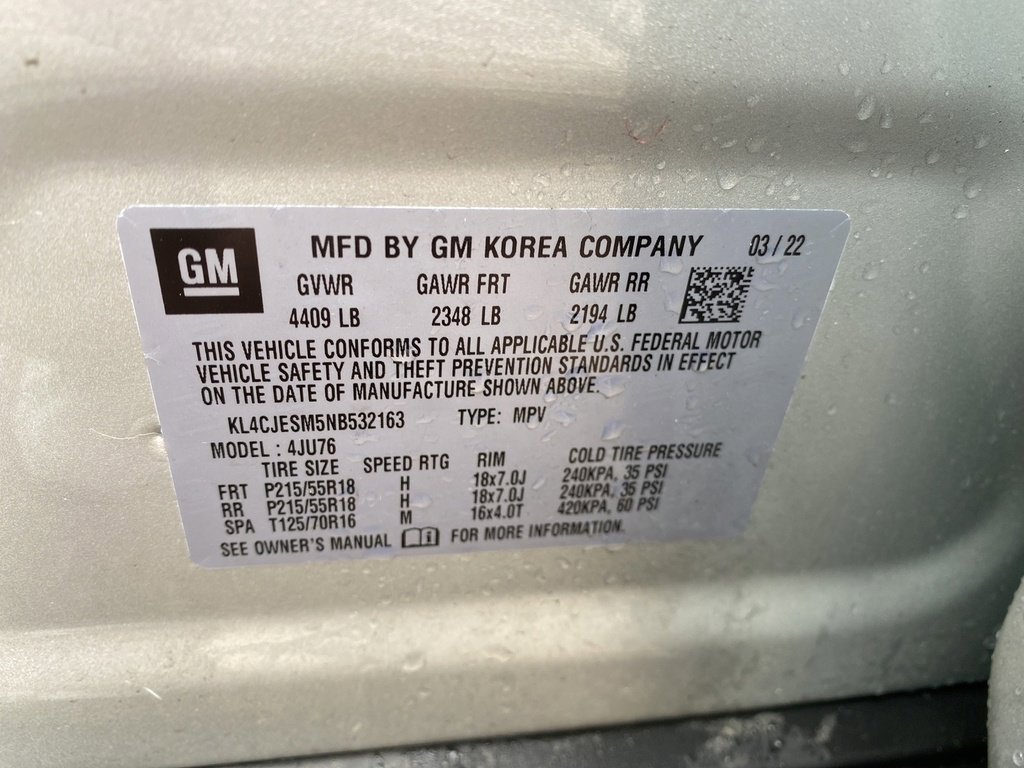 GM
MFD BY GM KOREA COMPANY 03/22
GVWR GAWR FRT GAWR RR
4409 LB 2348 LB 2194 LB
THIS VEHICLE CONFORMS TO ALL APPLICABLE U.S. FEDERAL MOTOR
VEHICLE SAFETY AND THEFT PREVENTION STANDARDS IN EFFECT
ON THE DATE OF MANUFACTURE SHOWN ABOVE.
KL4CJESM5NB532163 TYPE: MPV
MODEL : 4JU76
TIRE SIZE SPEED RTG RIM COLD TIRE PRESSURE
FRT P215/55R18 H 18x7.0J 240KPA, 35 PSI
RR P215/55R18 H 18x7.0J 240KPA, 35 PSI
SPA T125/70R16 M 16x4.0T 420KPA, 60 PSI
SEE OWNER'S MANUAL FOR MORE INFORMATION.